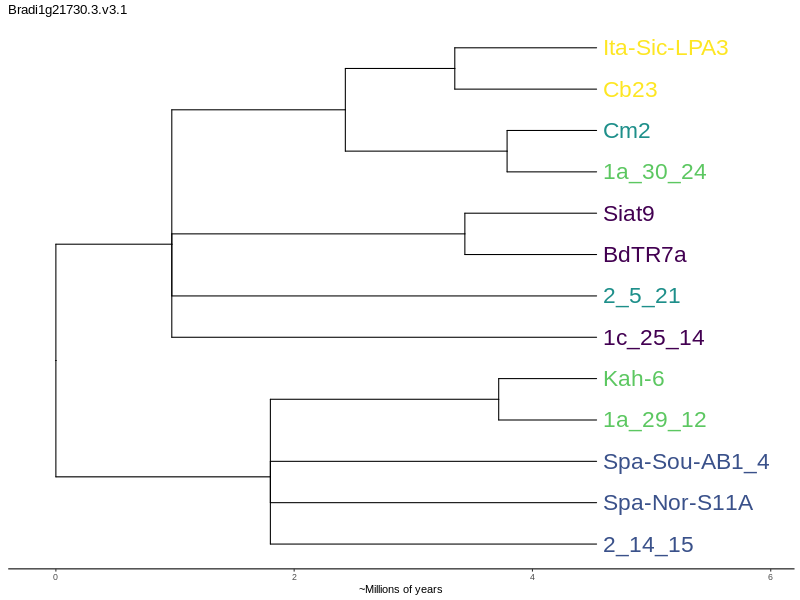 Bradi1g21730.3.v3.1
Ita-Sic-LPA3
Cb23
Cm2
1a_30_24
Siat9
BdTR7a
2_5_21
1c_25_14
Kah-6
1a_29_12
Spa-Sou-AB1_4
Spa-Nor-S11A
2_14_15
0 2 4 6
~Millions of years